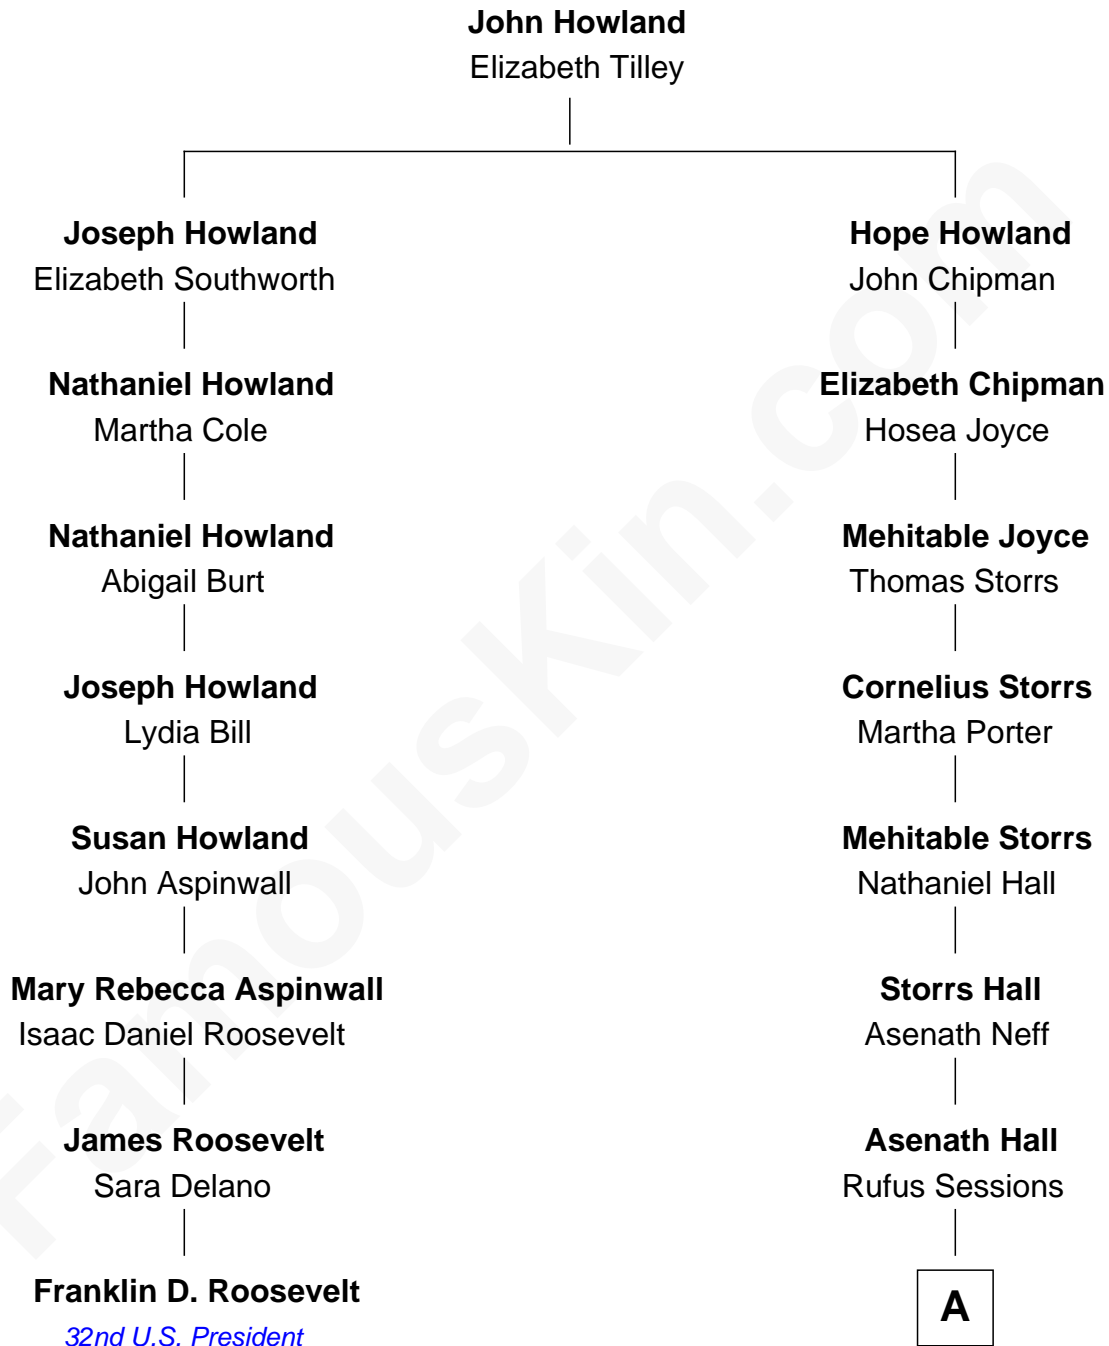 John Howland
Elizabeth Tilley
Joseph Howland
Elizabeth Southworth
Nathaniel Howland
Martha Cole
Nathaniel Howland
Abigail Burt
Joseph Howland
Lydia Bill
Susan Howland
John Aspinwall
Mary Rebecca Aspinwall
Isaac Daniel Roosevelt
James Roosevelt
Sara Delano
Franklin D. Roosevelt
32nd U.S. President
Hope Howland
John Chipman
Elizabeth Chipman
Hosea Joyce
Mehitable Joyce
Thomas Storrs
Cornelius Storrs
Martha Porter
Mehitable Storrs
Nathaniel Hall
Storrs Hall
Asenath Neff
Asenath Hall
Rufus Sessions
A
FamousKin.com